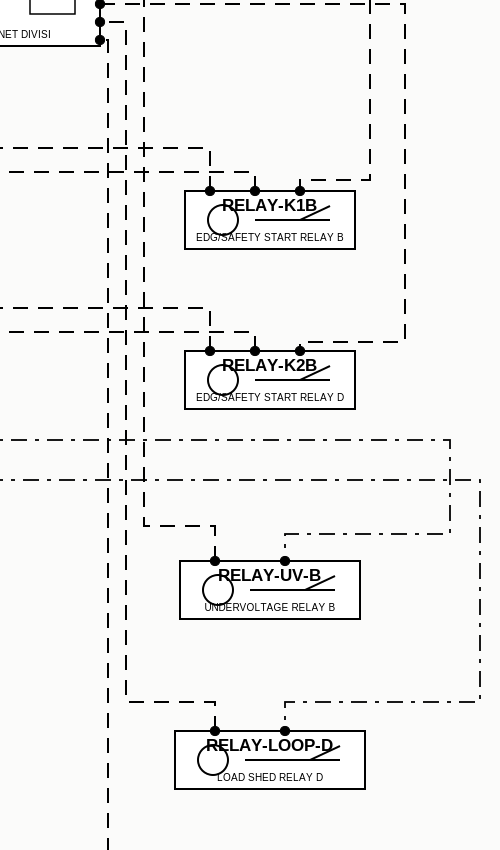 NET DIVISI
RELAY-K1B
EDG/SAFETY START RELAY B
RELAY-K2B
EDG/SAFETY START RELAY D
RELAY-UV-B
UNDERVOLTAGE RELAY B
RELAY-LOOP-D
LOAD SHED RELAY D